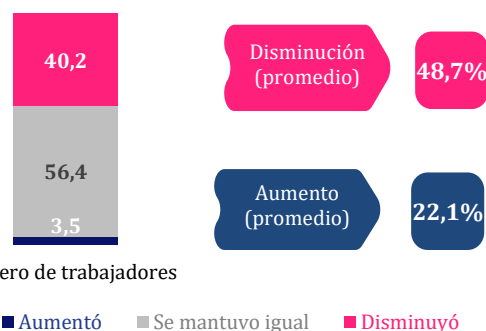 40,2
56,4
3,5
Disminución
(promedio)
48,7%
Aumento
(promedio)
22,1%
ero de trabajadores
Aumentó
Se mantuvo igual
Disminuyó